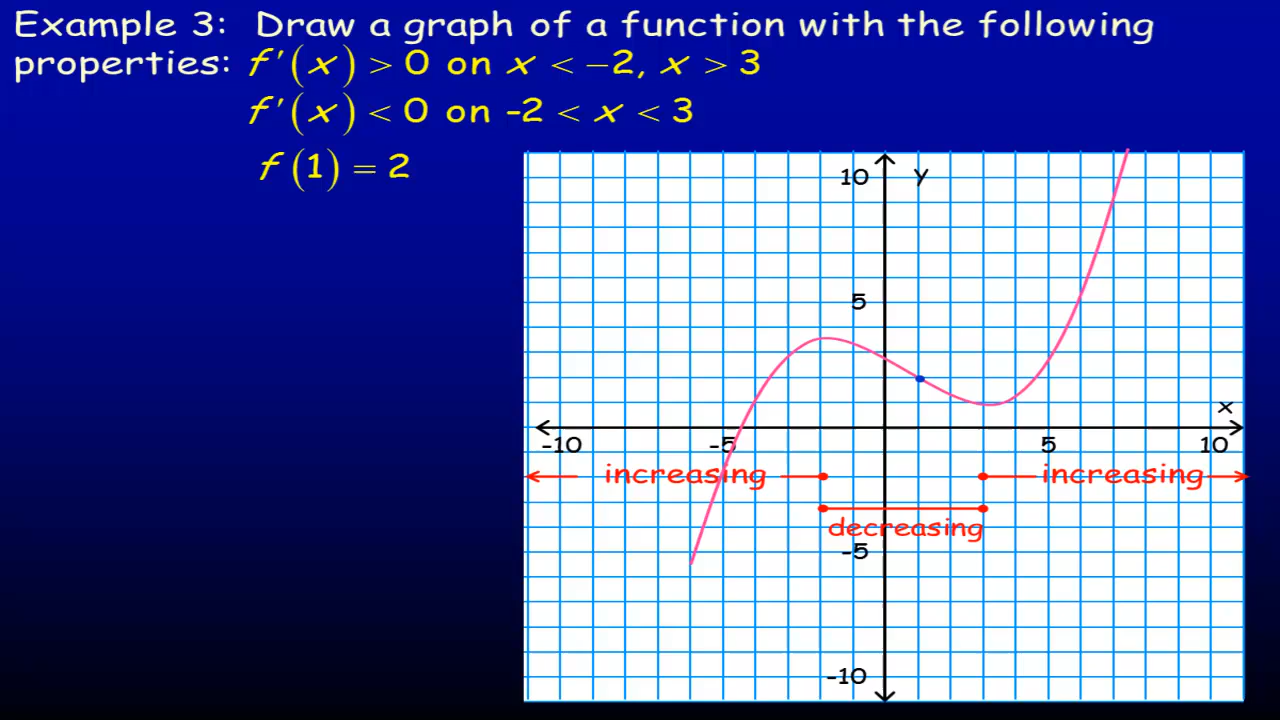 Example 3: Draw a graph of a function with the following
properties: f′(x) > 0 on x < −2, x > 3
f′(x) < 0 on -2 < x < 3
f(1) = 2
10 y
5
x
-10 -5 5 10
increasing increasing
decreasing
-5
-10